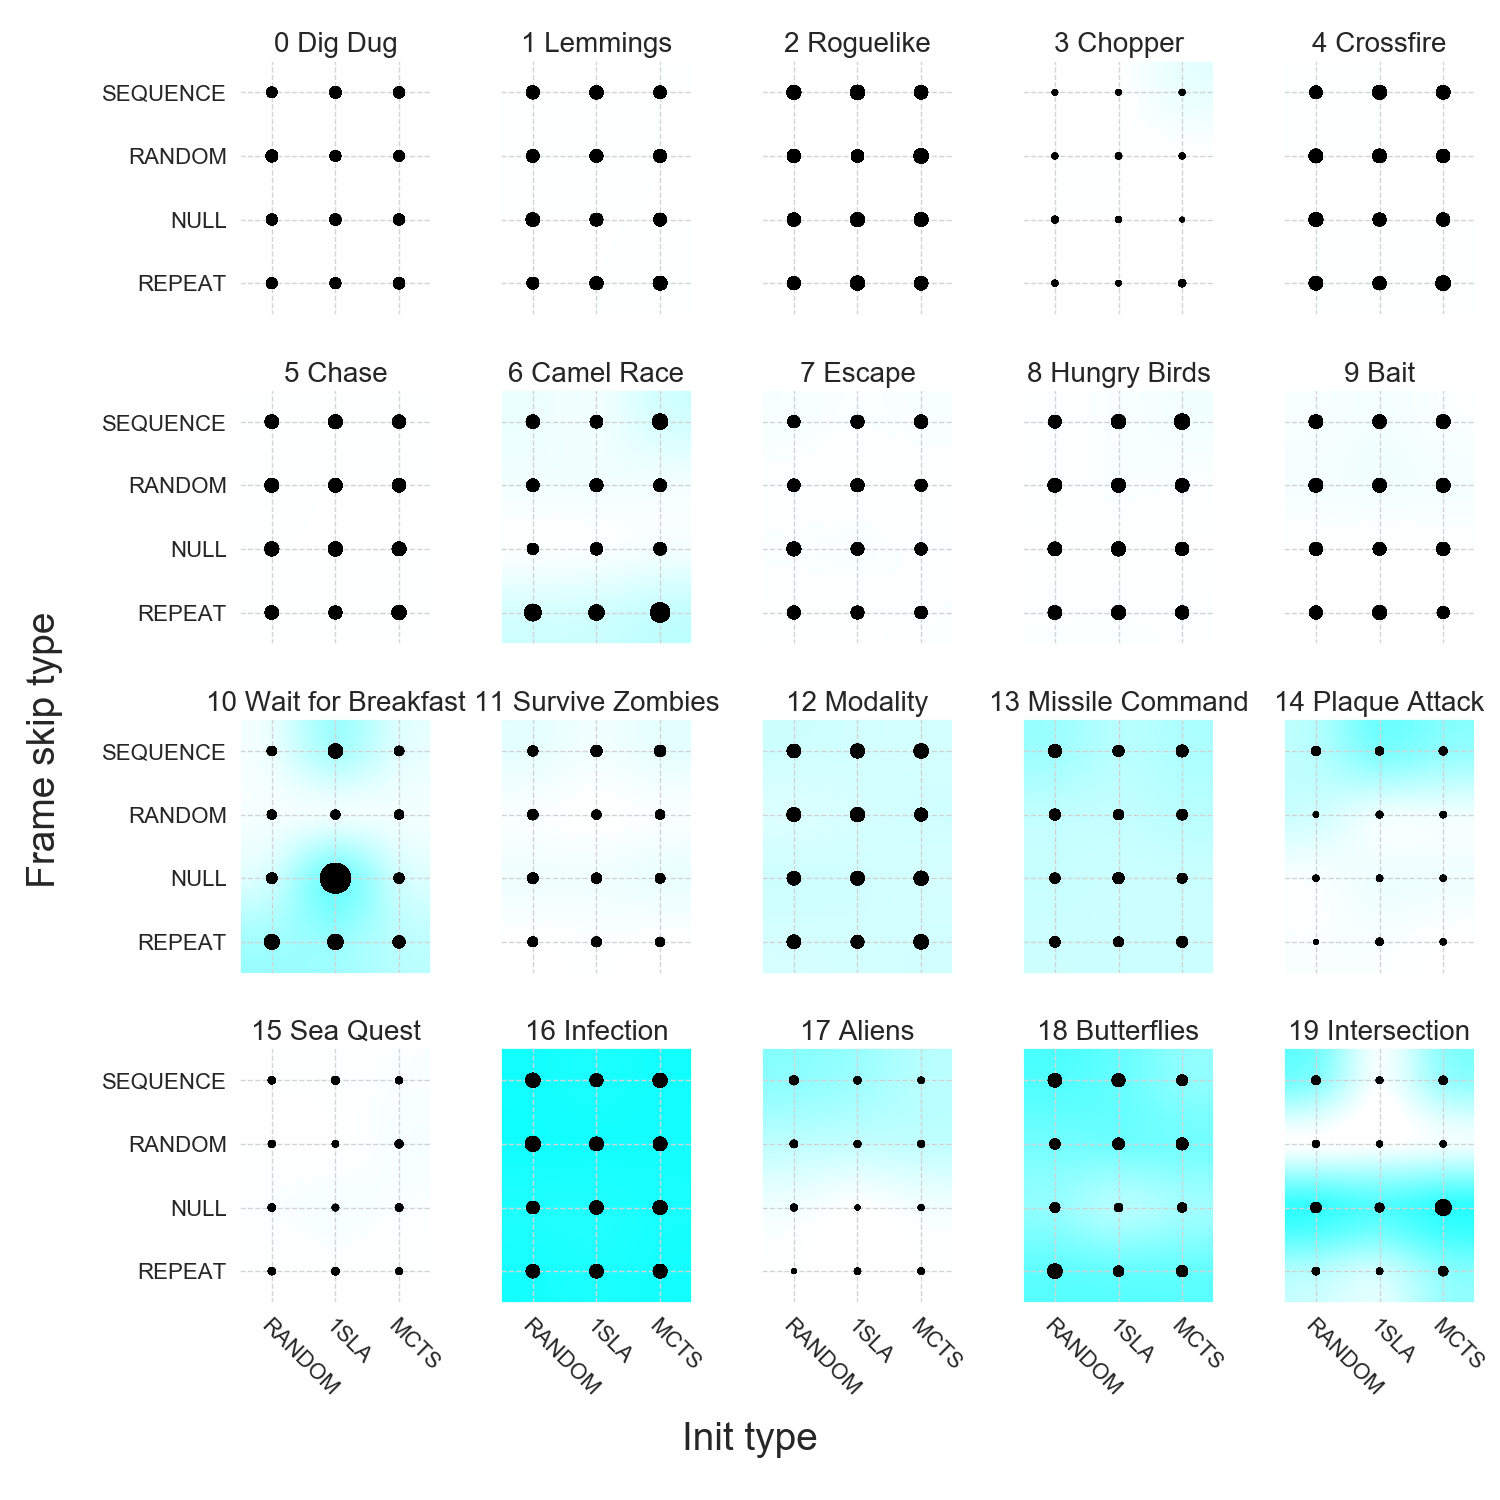 0 Dig Dug 1 Lemmings 2 Roguelike 3 Chopper 4 Crossfire
SEQUENCE
RANDOM
NULL
REPEAT
5 Chase 6 Camel Race 7 Escape 8 Hungry Birds 9 Bait
SEQUENCE
RANDOM
NULL
REPEAT
Frame skip type
10 Wait for Breakfast 11 Survive Zombies 12 Modality 13 Missile Command 14 Plaque Attack
SEQUENCE
RANDOM
NULL
REPEAT
15 Sea Quest 16 Infection 17 Aliens 18 Butterflies 19 Intersection
SEQUENCE
RANDOM
NULL
REPEAT
RANDOM 1SLA MCTS RANDOM 1SLA MCTS RANDOM 1SLA MCTS RANDOM 1SLA MCTS RANDOM 1SLA MCTS
Init type